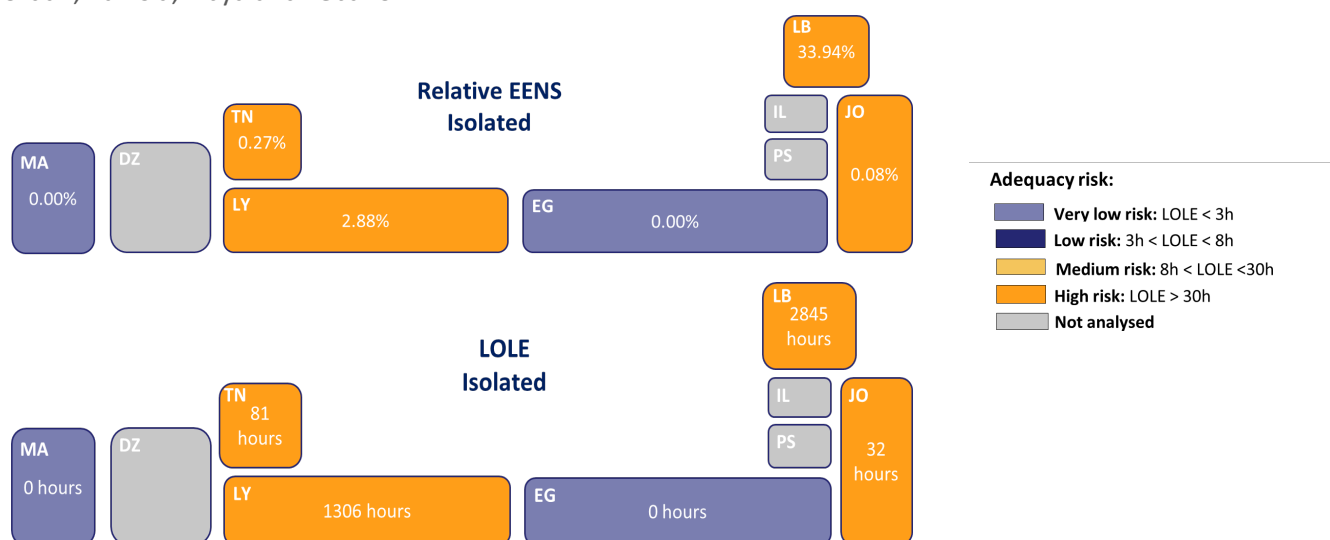 Relative EENS
Isolated
LB
33.94%
TN
0.27%
IL
JO
0.08%
PS
MA
0.00%
DZ
LY
2.88%
EG
0.00%
Adequacy risk:
Very low risk: LOLE < 3h
Low risk: 3h < LOLE < 8h
Medium risk: 8h < LOLE <30h
High risk: LOLE > 30h
Not analysed
LOLE
Isolated
LB
2845
hours
TN
81
hours
IL
JO
32
hours
PS
MA
0 hours
DZ
LY
1306 hours
EG
0 hours